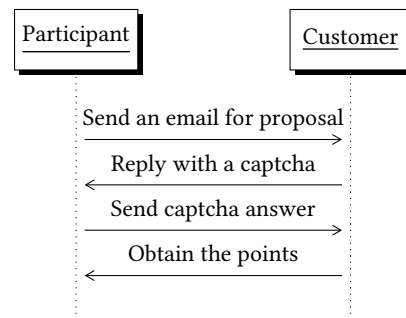 Participant
Customer
Send an email for proposal
Reply with a captcha
Send captcha answer
Obtain the points